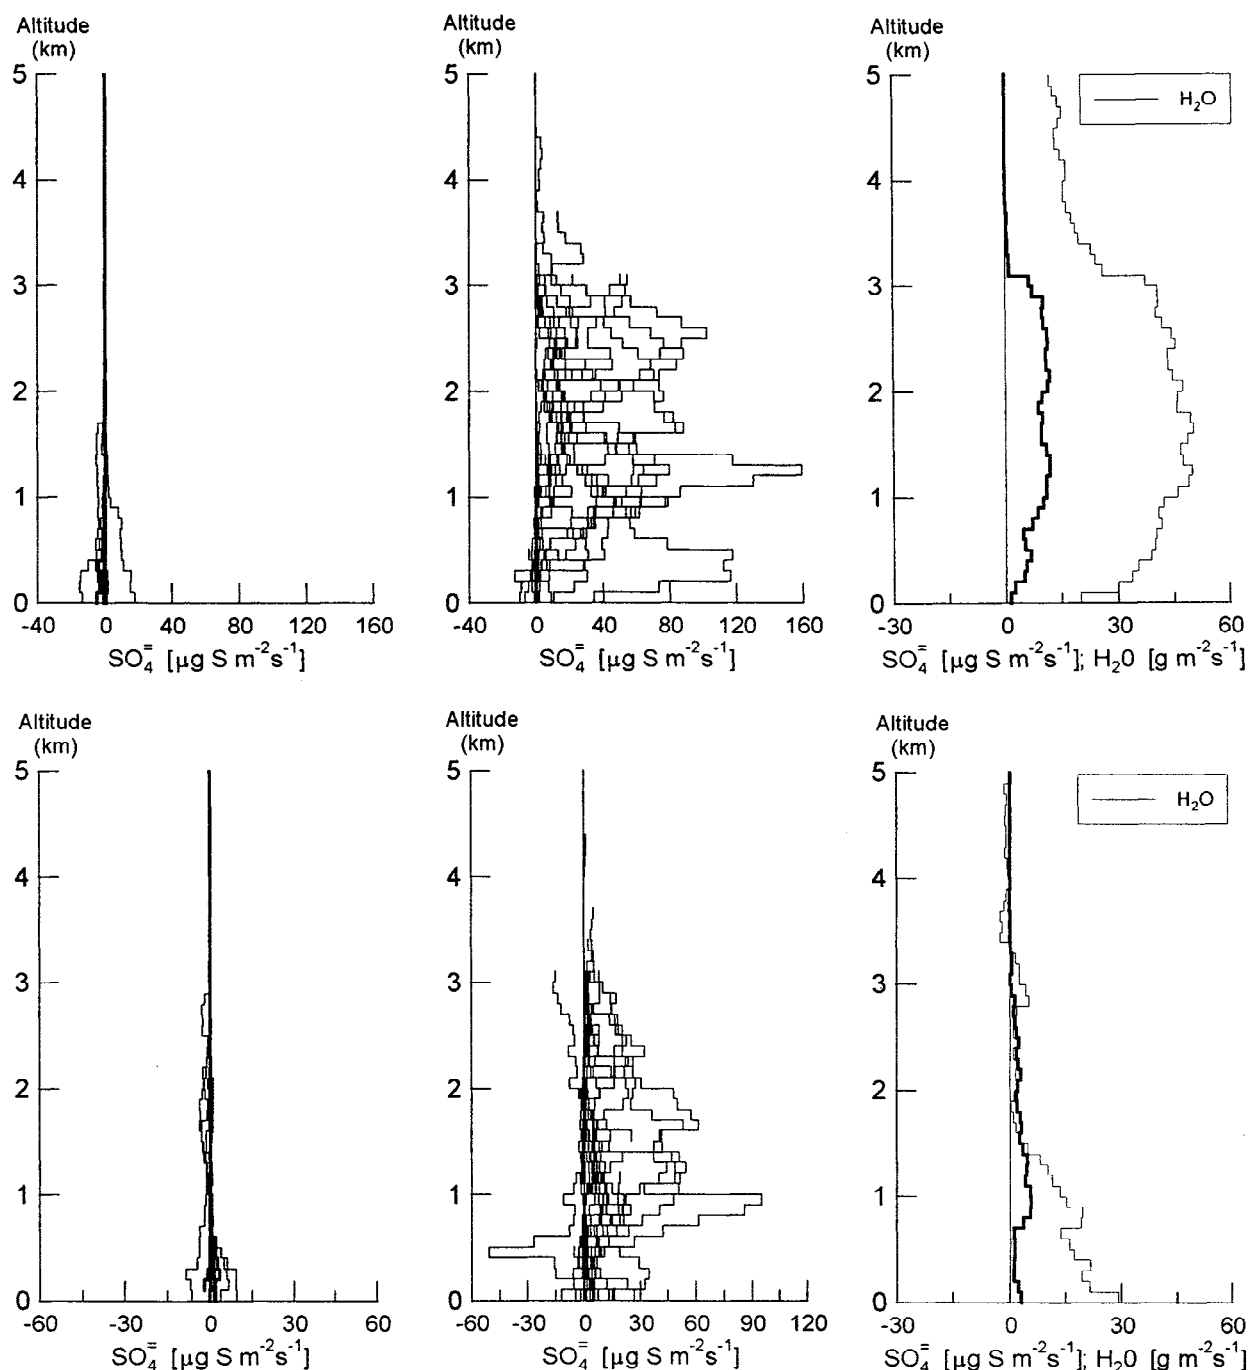 Altitude
(km)
5
4
3
2
1
0
-40 0 40 80 120 160
SO₄⁼ [µg S m⁻²s⁻¹]
Altitude
(km)
5
4
3
2
1
0
-40 0 40 80 120 160
SO₄⁼ [µg S m⁻²s⁻¹]
Altitude
(km)
H₂O
5
4
3
2
1
0
-30 0 30 60
SO₄⁼ [µg S m⁻²s⁻¹]; H₂0 [g m⁻²s⁻¹]
Altitude
(km)
5
4
3
2
1
0
-60 -30 0 30 60
SO₄⁼ [µg S m⁻²s⁻¹]
Altitude
(km)
5
4
3
2
1
0
-60 -30 0 30 60 90 120
SO₄⁼ [µg S m⁻²s⁻¹]
Altitude
(km)
H₂O
5
4
3
2
1
0
-30 0 30 60
SO₄⁼ [µg S m⁻²s⁻¹]; H₂0 [g m⁻²s⁻¹]